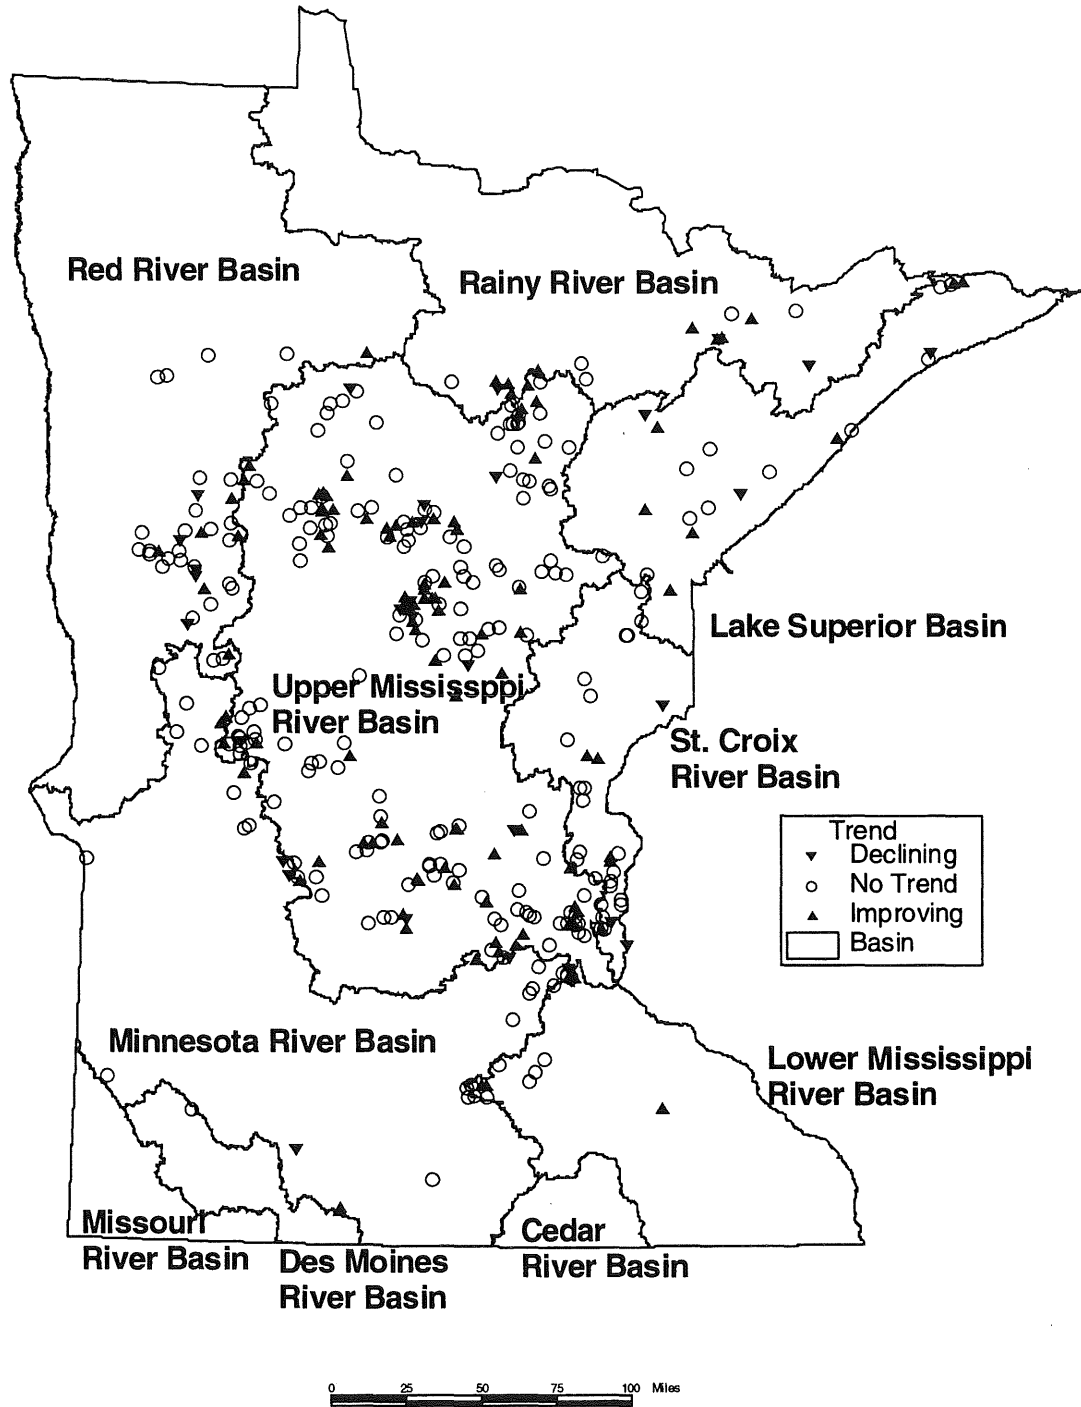 Red River Basin
Rainy River Basin
Lake Superior Basin
Upper Missisppi
River Basin
St. Croix
River Basin
Trend
Declining
No Trend
Improving
Basin
Minnesota River Basin
Lower Mississippi
River Basin
Missouri
River Basin
Des Moines
River Basin
Cedar
River Basin
0 25 50 75 100 Miles